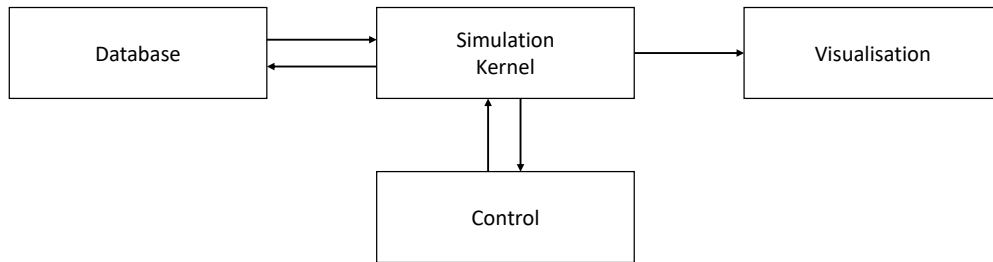 Database
Simulation
Kernel
Visualisation
Control